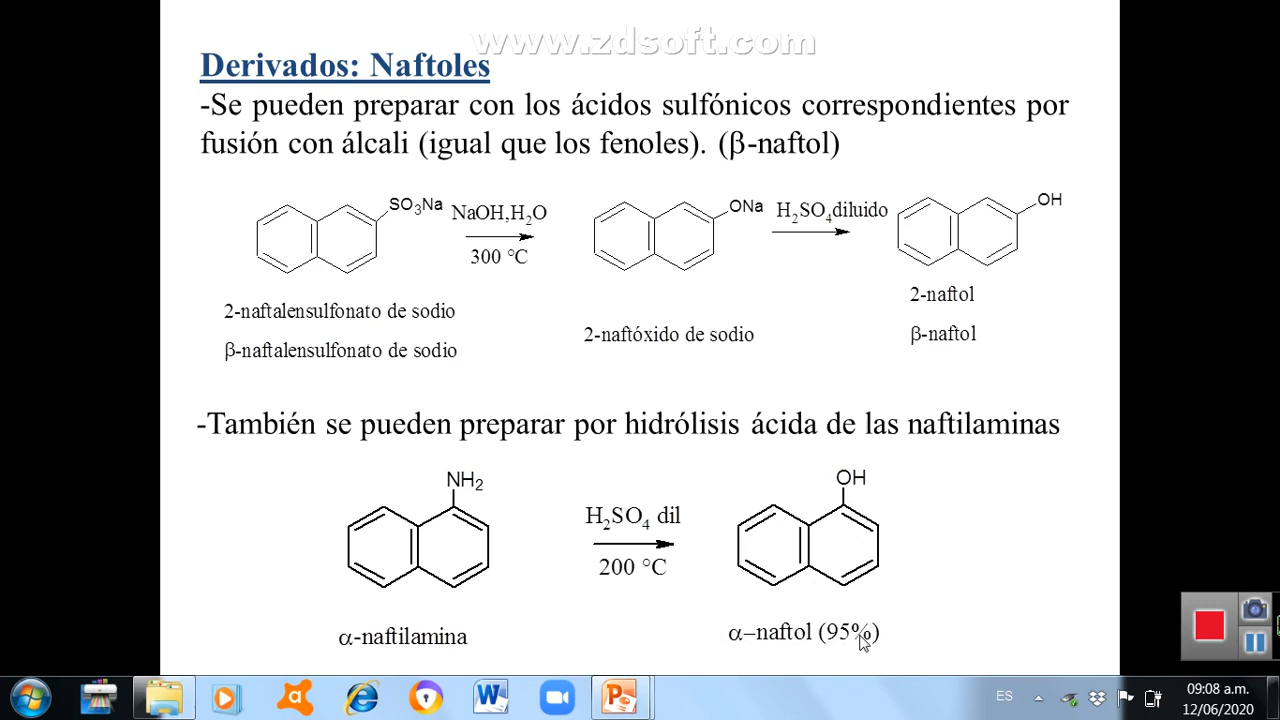 www.zdsoft.com
Derivados: Naftoles
-Se pueden preparar con los ácidos sulfónicos correspondientes por
fusión con álcali (igual que los fenoles). (β-naftol)
SO₃Na
NaOH,H₂O
300 °C
ONa
H₂SO₄diluido
OH
2-naftalensulfonato de sodio
β-naftalensulfonato de sodio
2-naftóxido de sodio
2-naftol
β-naftol
-También se pueden preparar por hidrólisis ácida de las naftilaminas
NH₂
H₂SO₄ dil
200 °C
OH
α-naftilamina
α–naftol (95%)
ES
09:08 a.m.
12/06/2020